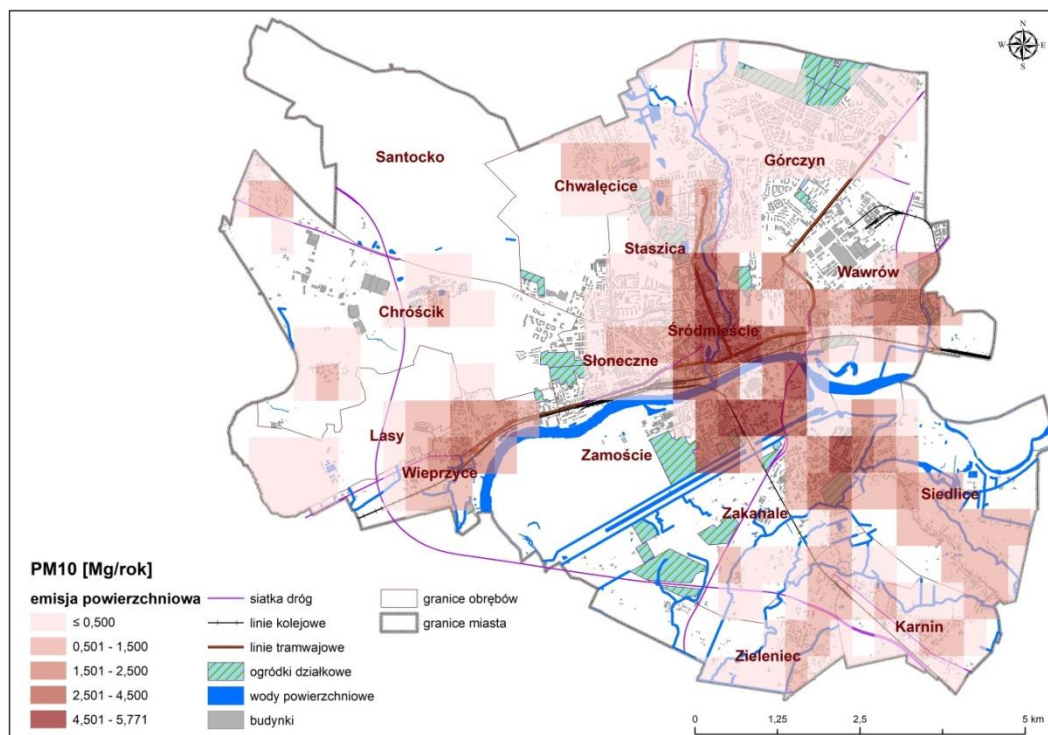 N
W E
S
Santocko
Górczyn
Chwalęcice
Staszica
Wawrów
Chróścik
Śródmieście
Słoneczne
Lasy
Wieprzyce
Zamoście
Siedlice
Zakanale
Karnin
Zieleniec
PM10 [Mg/rok]
emisja powierzchniowa
≤ 0,500
0,501 - 1,500
1,501 - 2,500
2,501 - 4,500
4,501 - 5,771
siatka dróg
linie kolejowe
linie tramwajowe
ogródki działkowe
wody powierzchniowe
budynki
granice obrębów
granice miasta
0 1,25 2,5 5 km